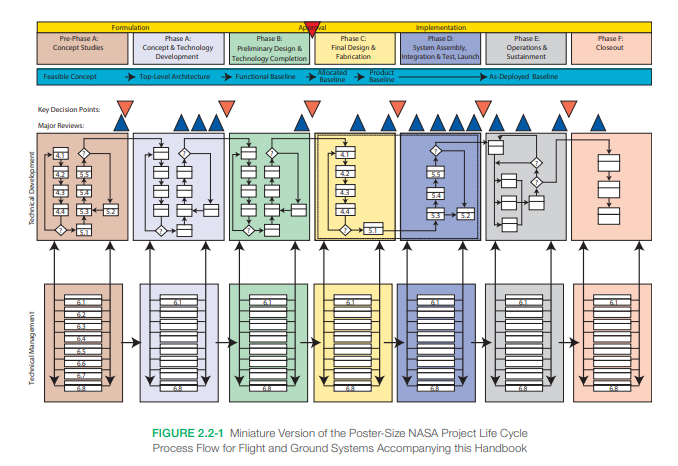 Formulation
Approval
Implementation
Pre-Phase A:
Concept Studies
Phase A:
Concept & Technology
Development
Phase B:
Preliminary Design &
Technology Completion
Phase C:
Final Design &
Fabrication
Phase D:
System Assembly,
Integration & Test, Launch
Phase E:
Operations &
Sustainment
Phase F:
Closeout
Feasible Concept
Top-Level Architecture
Functional Baseline
Allocated
Baseline
Product
Baseline
As-Deployed Baseline
Key Decision Points:
Major Reviews:
Technical Development
4.1
?
4.2
5.5
4.3
5.4
4.4
5.3
5.2
?
5.1
?
?
?
?
4.1
4.2
4.3
4.4
?
5.1
?
5.5
5.4
5.3
5.2
?
?
Technical Management
6.1
6.2
6.3
6.4
6.5
6.6
6.7
6.8
6.1
6.8
6.1
6.8
6.1
6.8
6.1
6.8
6.1
6.8
6.1
6.8
FIGURE 2.2-1 Miniature Version of the Poster-Size NASA Project Life Cycle
Process Flow for Flight and Ground Systems Accompanying this Handbook